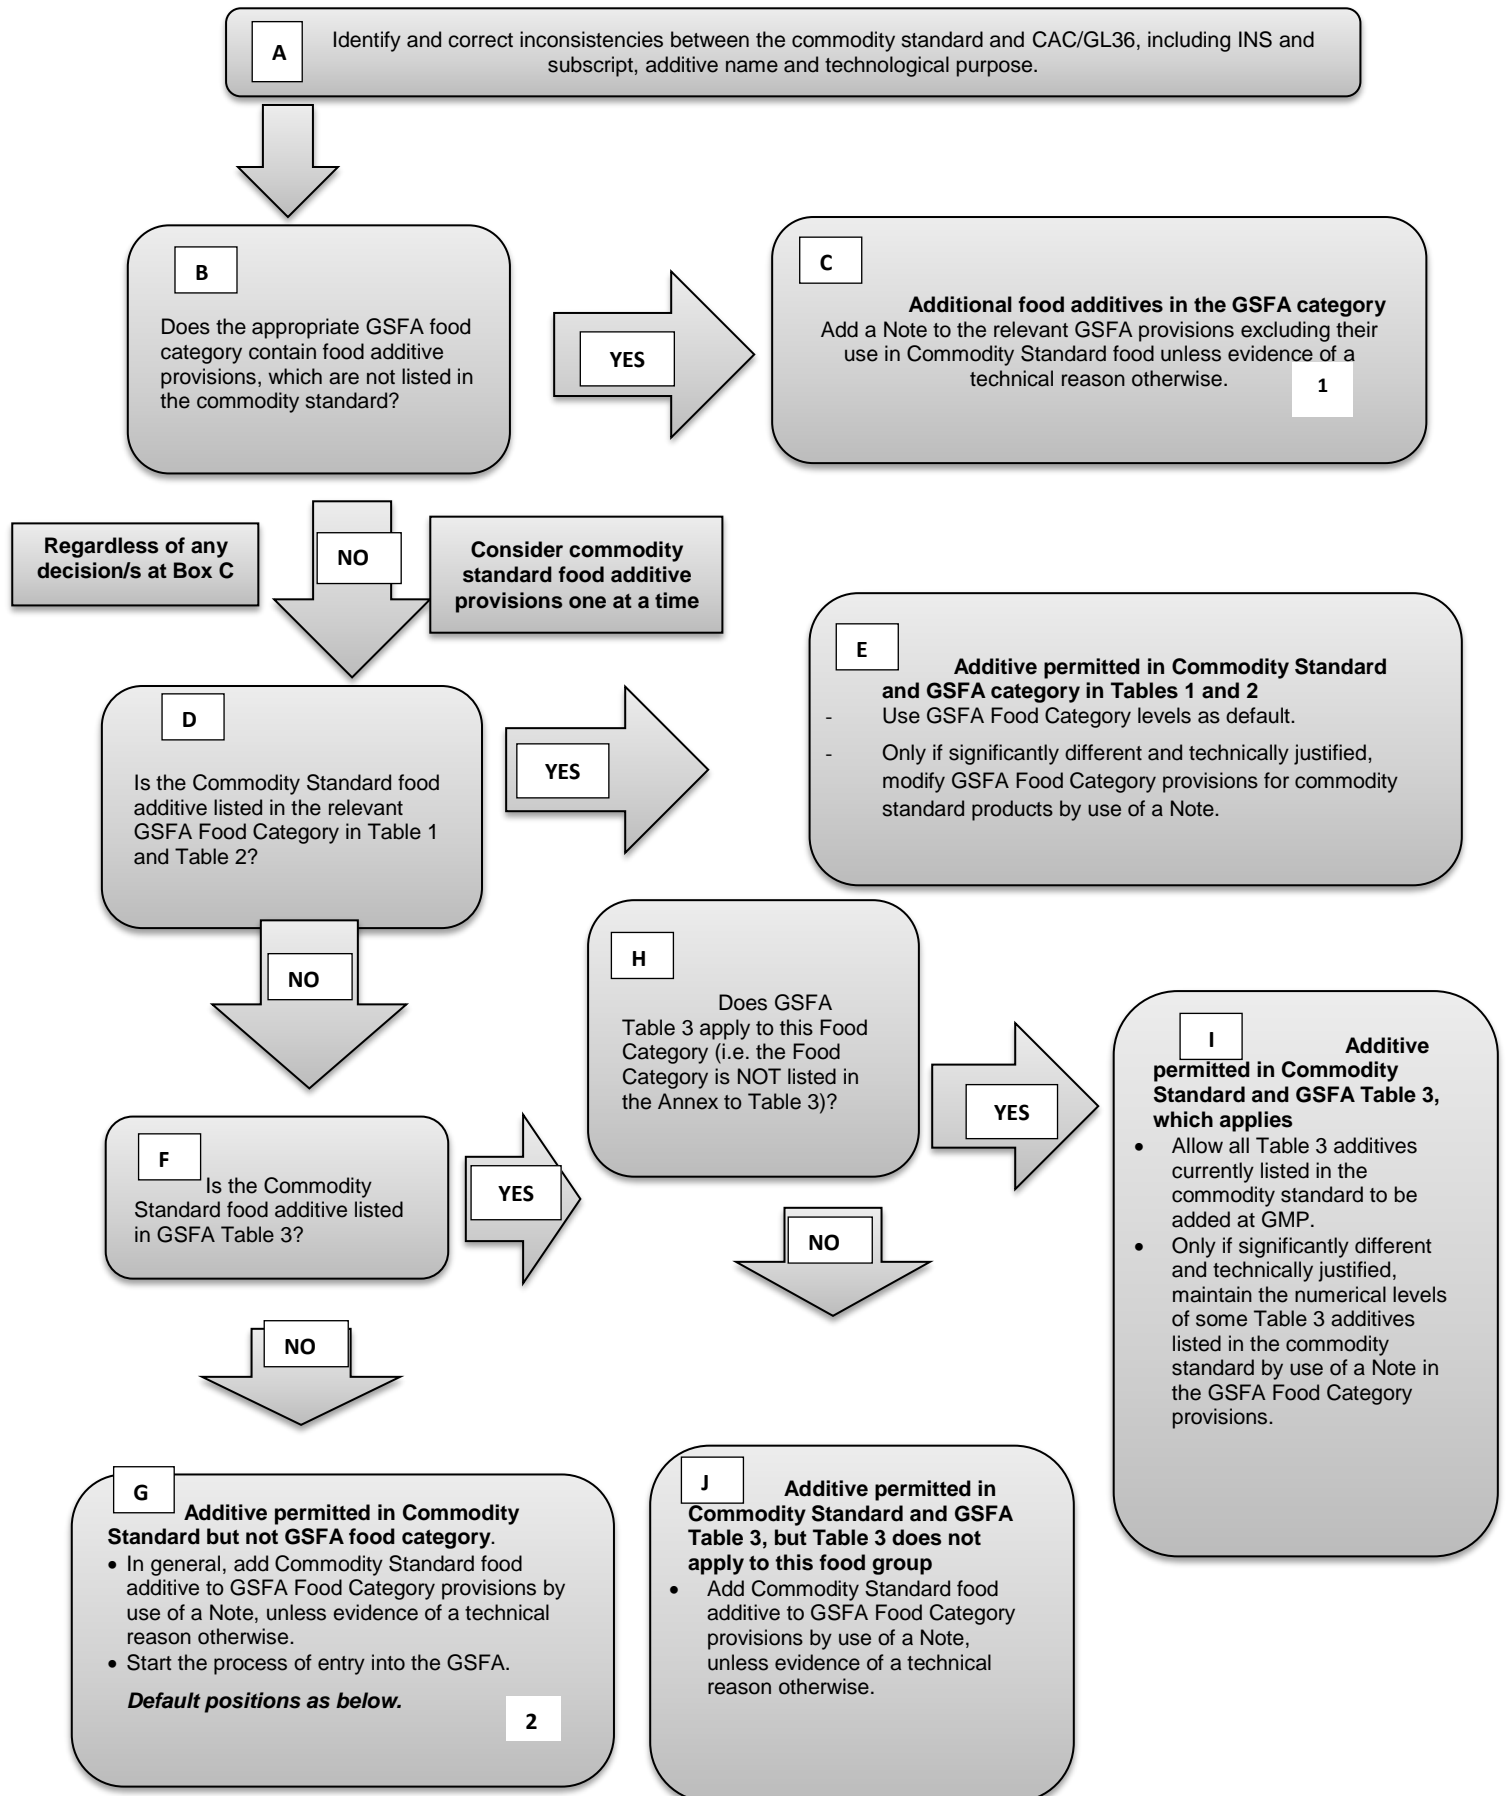 A
Identify and correct inconsistencies between the commodity standard and CAC/GL36, including INS and
subscript, additive name and technological purpose.
B
Does the appropriate GSFA food
category contain food additive
provisions, which are not listed in
the commodity standard?
YES
C
Additional food additives in the GSFA category
Add a Note to the relevant GSFA provisions excluding their
use in Commodity Standard food unless evidence of a
technical reason otherwise.
1
Regardless of any
decision/s at Box C
NO
Consider commodity
standard food additive
provisions one at a time
D
Is the Commodity Standard food
additive listed in the relevant
GSFA Food Category in Table 1
and Table 2?
YES
E
Additive permitted in Commodity Standard
and GSFA category in Tables 1 and 2
- Use GSFA Food Category levels as default.
- Only if significantly different and technically justified,
modify GSFA Food Category provisions for commodity
standard products by use of a Note.
NO
F
Is the Commodity
Standard food additive listed
in GSFA Table 3?
YES
H
Does GSFA
Table 3 apply to this Food
Category (i.e. the Food
Category is NOT listed in
the Annex to Table 3)?
YES
I
Additive
permitted in Commodity
Standard and GSFA Table 3,
which applies
• Allow all Table 3 additives
currently listed in the
commodity standard to be
added at GMP.
• Only if significantly different
and technically justified,
maintain the numerical levels
of some Table 3 additives
listed in the commodity
standard by use of a Note in
the GSFA Food Category
provisions.
NO
NO
G
Additive permitted in Commodity
Standard but not GSFA food category.
• In general, add Commodity Standard food
additive to GSFA Food Category provisions by
use of a Note, unless evidence of a technical
reason otherwise.
• Start the process of entry into the GSFA.
Default positions as below.
2
J
Additive permitted in
Commodity Standard and GSFA
Table 3, but Table 3 does not
apply to this food group
• Add Commodity Standard food
additive to GSFA Food Category
provisions by use of a Note,
unless evidence of a technical
reason otherwise.